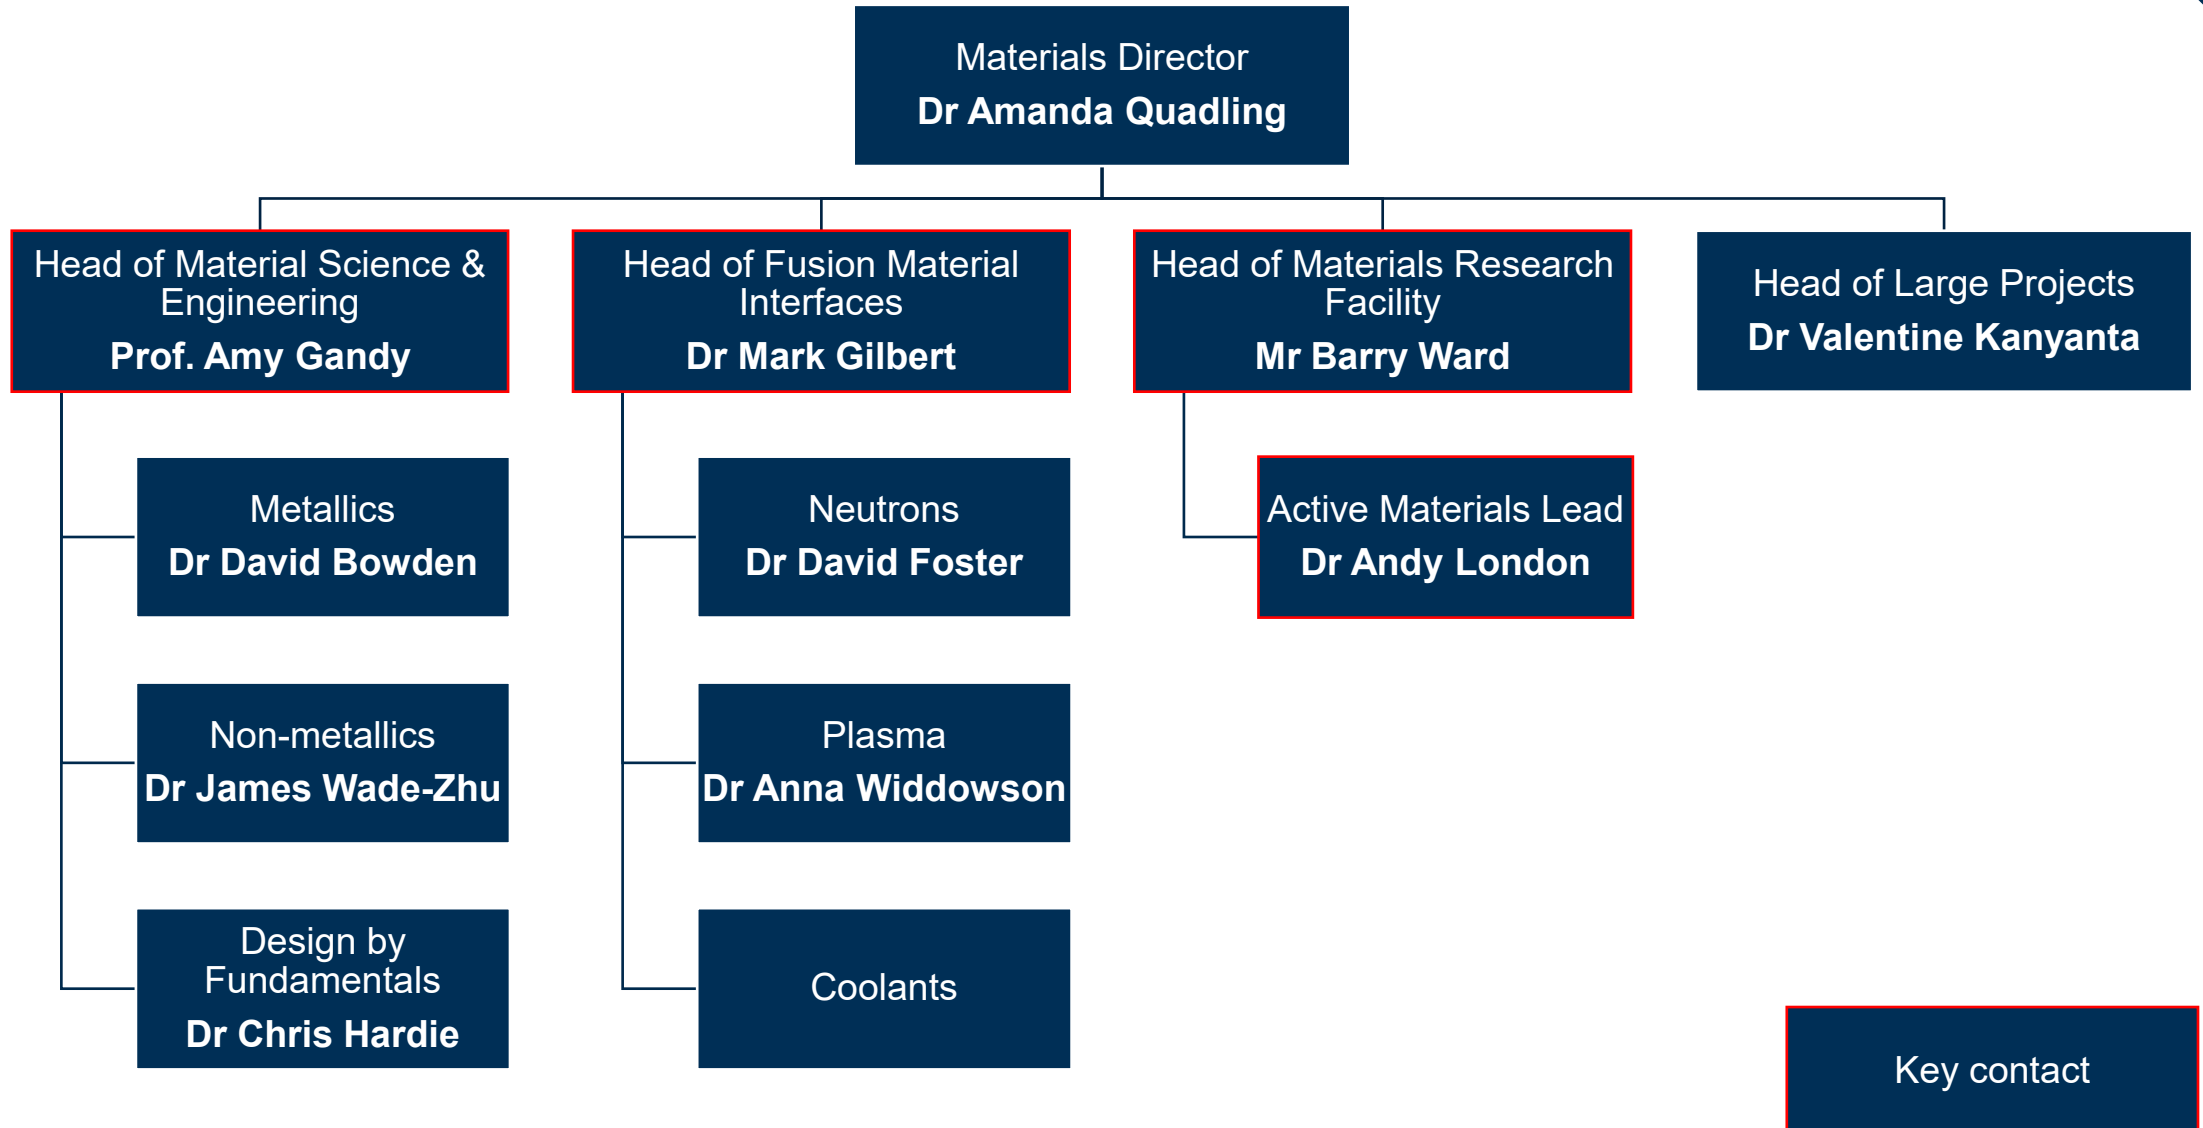 Materials Director
Dr Amanda Quadling
Head of Material Science &
Engineering
Prof. Amy Gandy
Head of Fusion Material
Interfaces
Dr Mark Gilbert
Head of Materials Research
Facility
Mr Barry Ward
Head of Large Projects
Dr Valentine Kanyanta
Metallics
Dr David Bowden
Neutrons
Dr David Foster
Active Materials Lead
Dr Andy London
Non-metallics
Dr James Wade-Zhu
Plasma
Dr Anna Widdowson
Design by
Fundamentals
Dr Chris Hardie
Coolants
Key contact